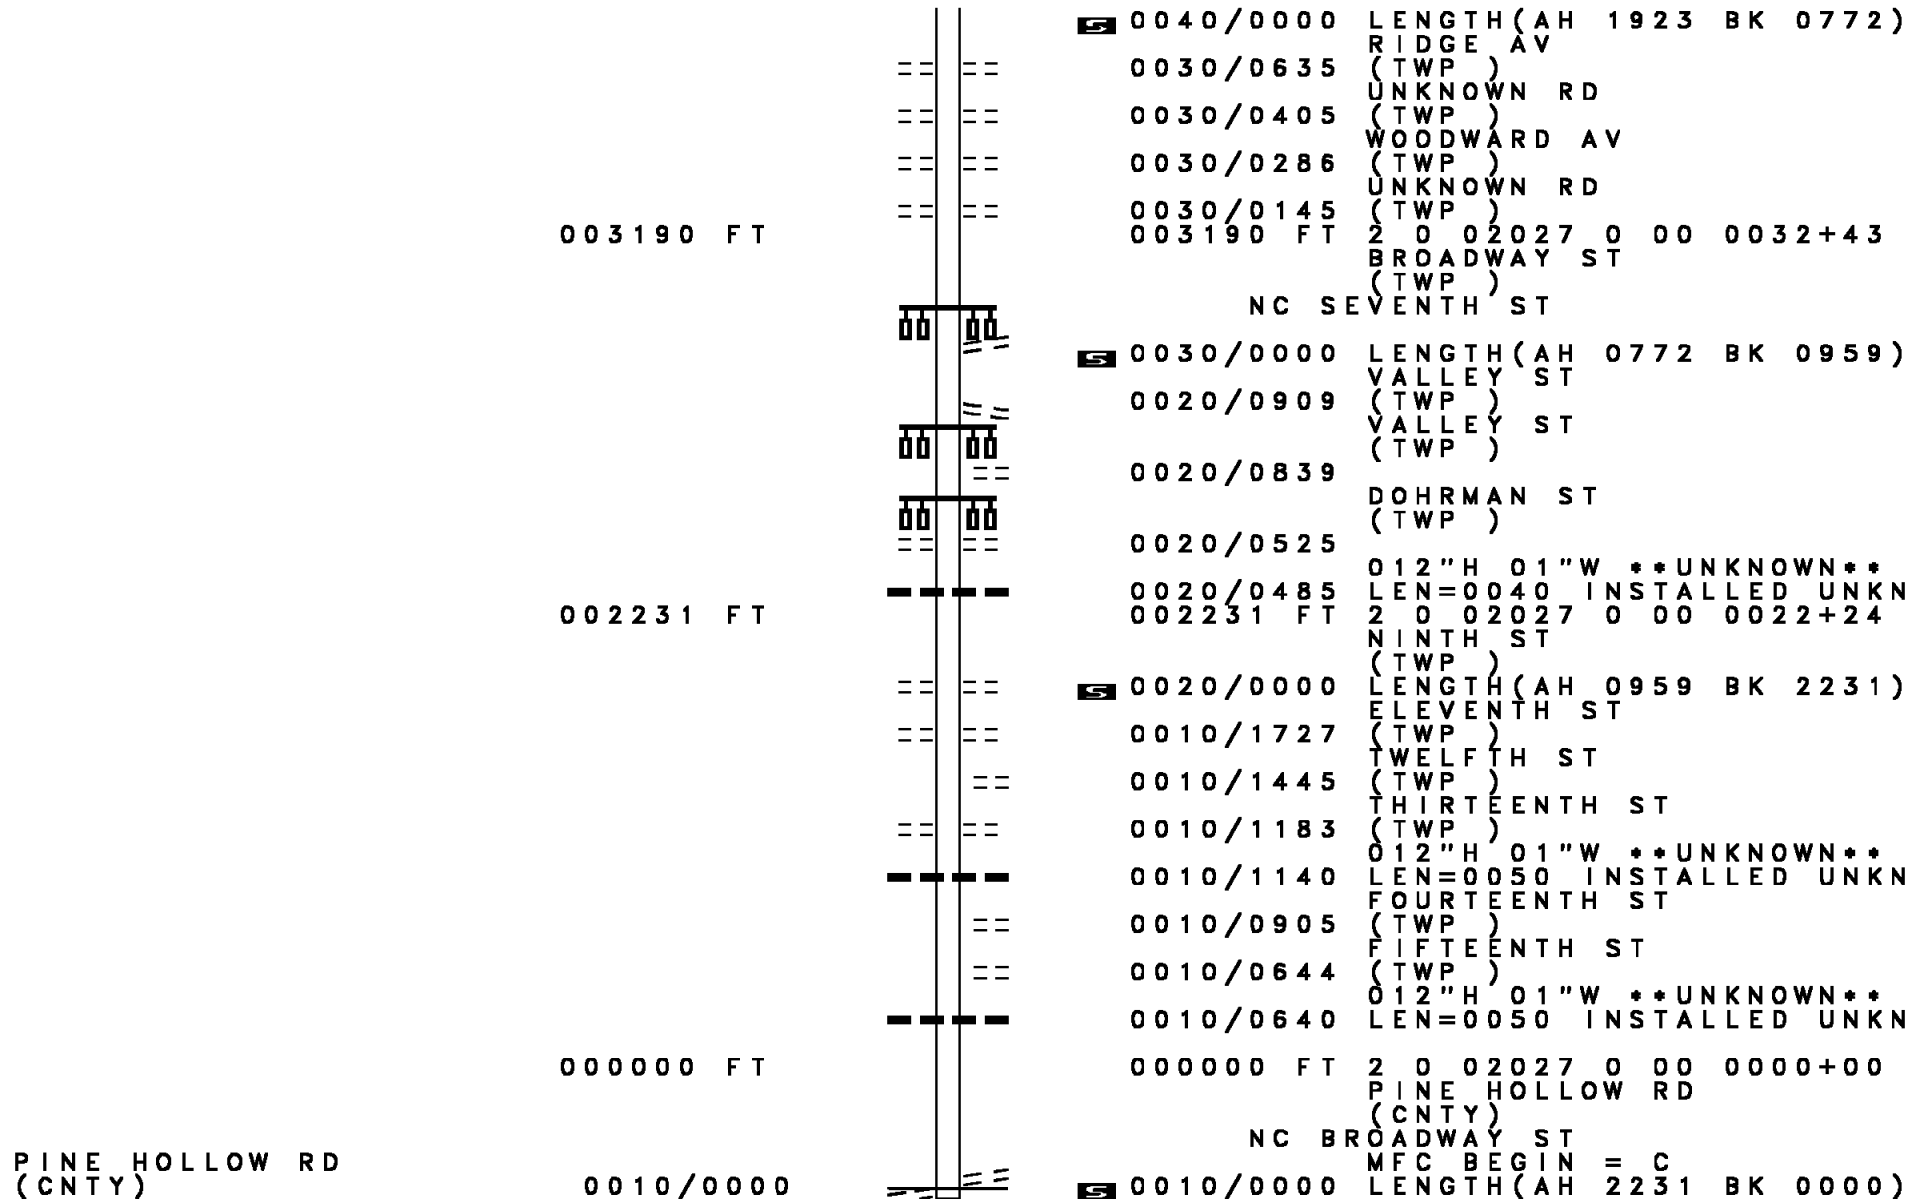 S 0040/0000 LENGTH(AH 1923 BK 0772)
RIDGE AV
0030/0635 (TWP )
UNKNOWN RD
0030/0405 (TWP )
WOODWARD AV
0030/0286 (TWP )
UNKNOWN RD
0030/0145 (TWP )
003190 FT 003190 FT 2 0 02027 0 00 0032+43
BROADWAY ST
(TWP )
NC SEVENTH ST
S 0030/0000 LENGTH(AH 0772 BK 0959)
VALLEY ST
0020/0909 (TWP )
VALLEY ST
(TWP )
0020/0839
DOHRMAN ST
(TWP )
0020/0525
012"H 01"W **UNKNOWN**
0020/0485 LEN=0040 INSTALLED UNKN
002231 FT 002231 FT 2 0 02027 0 00 0022+24
NINTH ST
(TWP )
S 0020/0000 LENGTH(AH 0959 BK 2231)
ELEVENTH ST
0010/1727 (TWP )
TWELFTH ST
0010/1445 (TWP )
THIRTEENTH ST
0010/1183 (TWP )
012"H 01"W **UNKNOWN**
0010/1140 LEN=0050 INSTALLED UNKN
FOURTEENTH ST
0010/0905 (TWP )
FIFTEENTH ST
0010/0644 (TWP )
012"H 01"W **UNKNOWN**
0010/0640 LEN=0050 INSTALLED UNKN
000000 FT 000000 FT 2 0 02027 0 00 0000+00
PINE HOLLOW RD
(CNTY)
NC BROADWAY ST
PINE HOLLOW RD MFC BEGIN = C
(CNTY) 0010/0000 S 0010/0000 LENGTH(AH 2231 BK 0000)